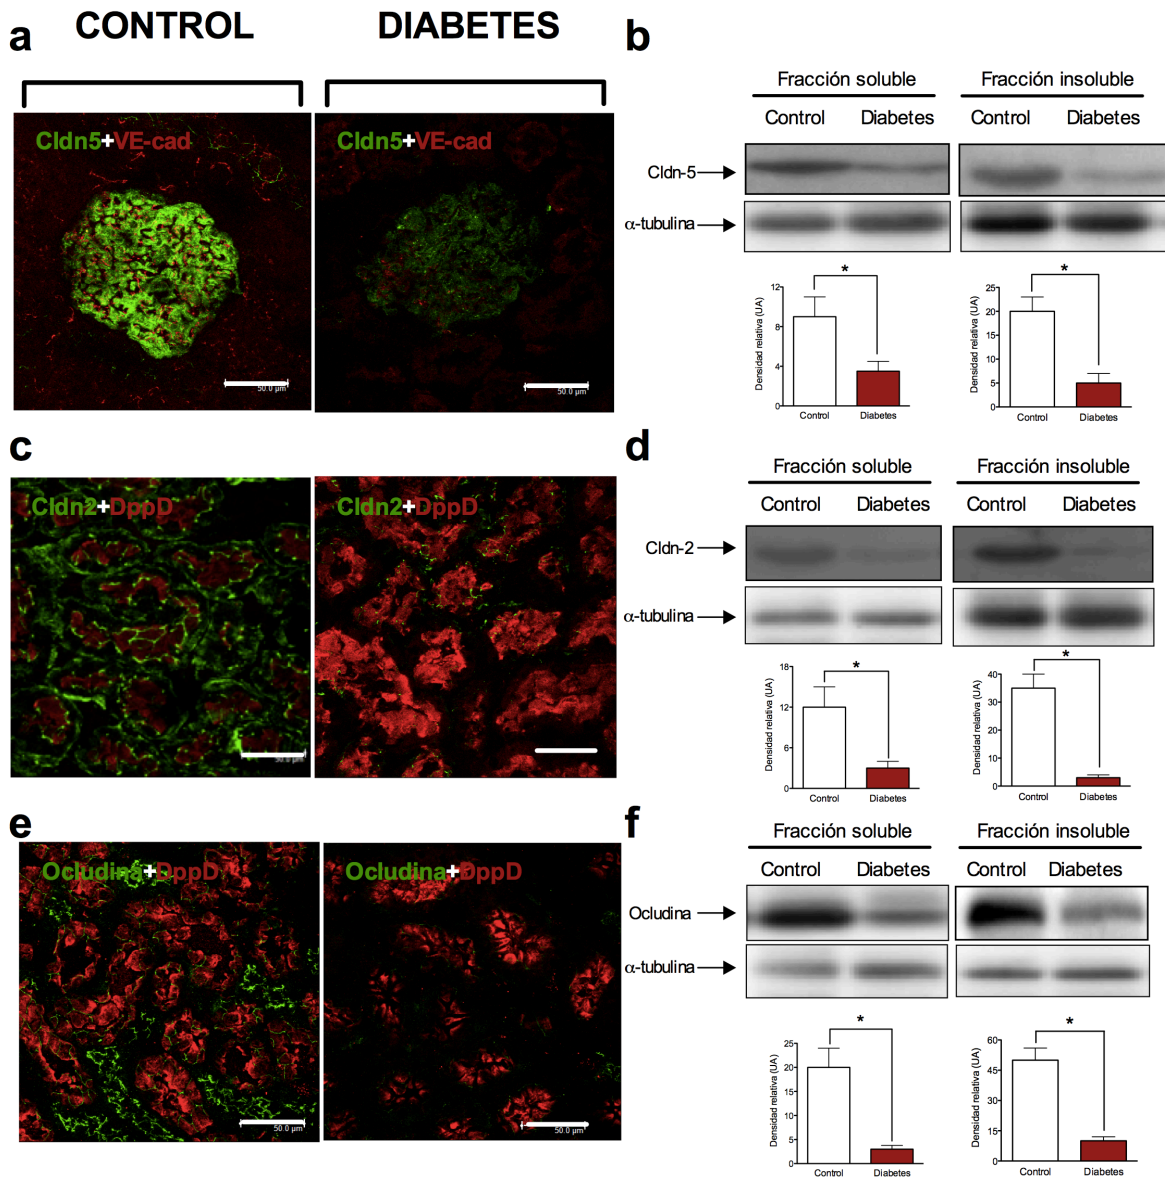 CONTROL DIABETES
a
Cldn5+VE-cad Cldn5+VE-cad
50.0 µm 50.0 µm
b
Fracción soluble Fracción insoluble
Control Diabetes Control Diabetes
Cldn-5
α-tubulina
*
*
Densidad relativa (UA)
12
8
4
0
Control Diabetes
Densidad relativa (UA)
25
20
15
10
5
0
Control Diabetes
c
Cldn2+DppD Cldn2+DppD
50.0 µm
d
Fracción soluble Fracción insoluble
Control Diabetes Control Diabetes
Cldn-2
α-tubulina
*
*
Densidad relativa (UA)
18
12
6
0
Control Diabetes
Densidad relativa (UA)
40
30
20
10
0
Control Diabetes
e
Ocludina+DppD Ocludina+DppD
50.0 µm 50.0 µm
f
Fracción soluble Fracción insoluble
Control Diabetes Control Diabetes
Ocludina
α-tubulina
*
*
Densidad relativa (UA)
25
20
15
10
5
0
Control Diabetes
Densidad relativa (UA)
60
45
30
15
0
Control Diabetes